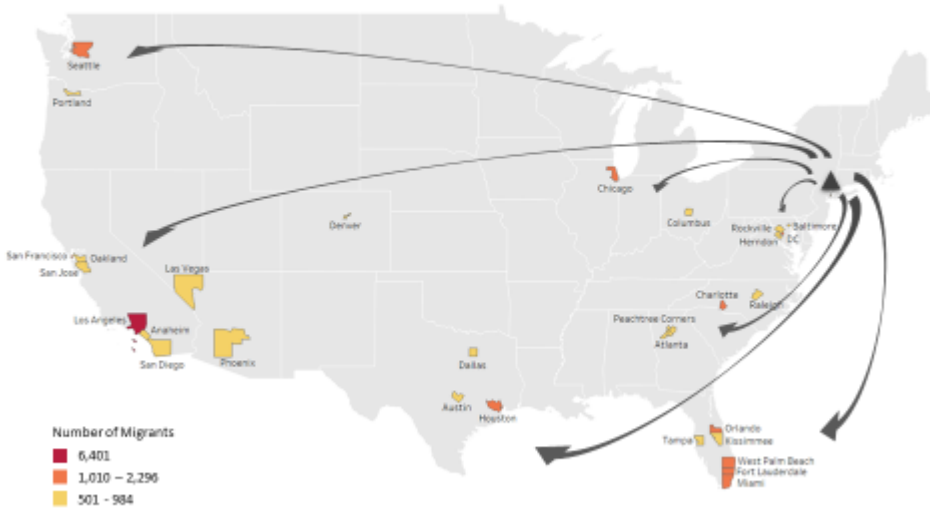 Seattle
Portland
Chicago
Denver
Columbus
Rockville
Baltimore
Herndon
DC
San Francisco
Oakland
San Jose
Las Vegas
Charlotte
Raleigh
Los Angeles
Anaheim
Peachtree Corners
Atlanta
San Diego
Phoenix
Dallas
Austin
Houston
Orlando
Tampa
Kissimmee
West Palm Beach
Fort Lauderdale
Miami
Number of Migrants
6,401
1,010 – 2,296
501 - 984